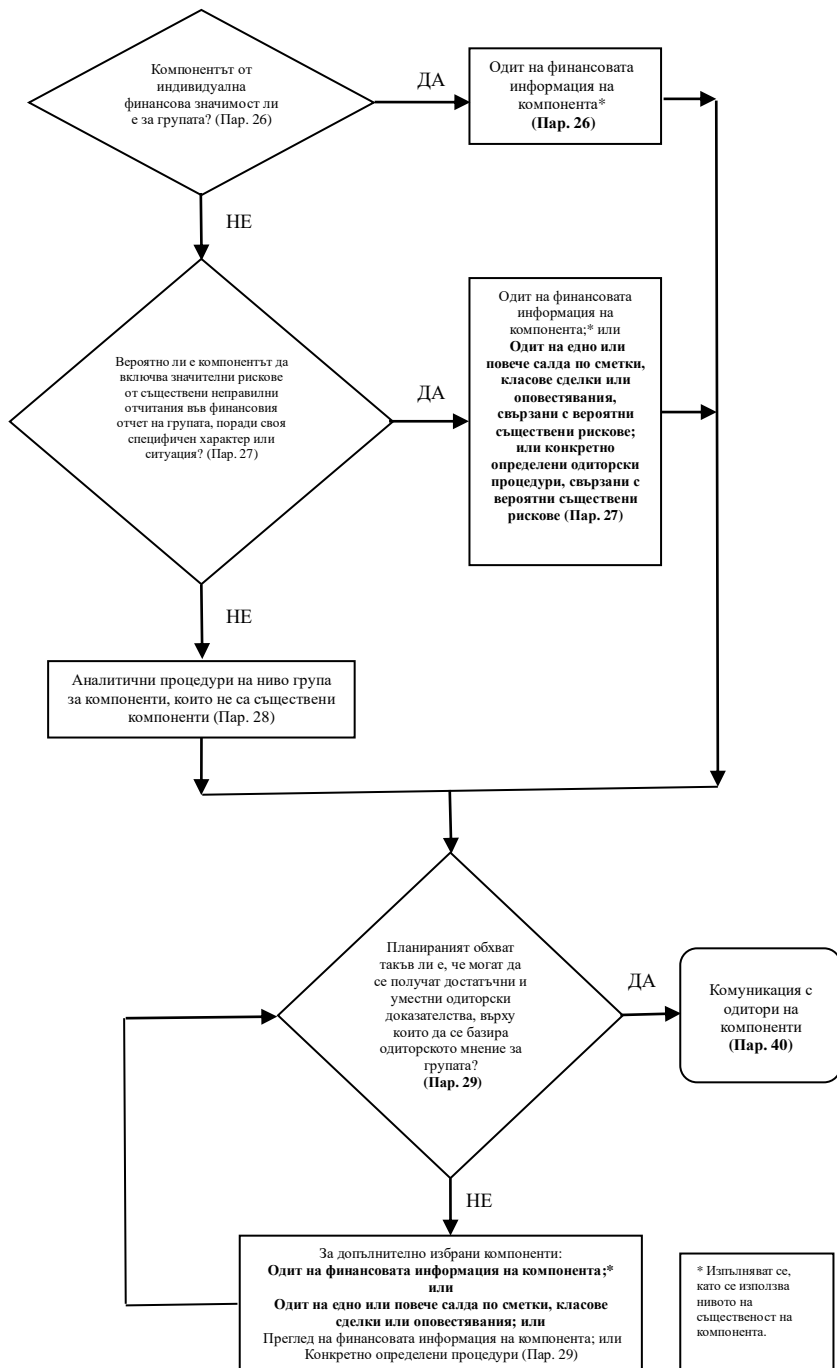 Компонентът от
индивидуална
финансова значимост ли
е за групата? (Пар. 26)
ДА
Одит на финансовата
информация на
компонента*
(Пар. 26)
НЕ
Вероятно ли е компонентът да
включва значителни рискове
от съществени неправилни
отчитания във финансовия
отчет на групата, поради своя
специфичен характер или
ситуация? (Пар. 27)
ДА
Одит на финансовата
информация на
компонента;* или
Одит на едно или
повече салда по сметки,
класове сделки или
оповестявания,
свързани с вероятни
съществени рискове;
или конкретно
определени одиторски
процедури, свързани с
вероятни съществени
рискове (Пар. 27)
НЕ
Аналитични процедури на ниво група
за компоненти, които не са съществени
компоненти (Пар. 28)
Планираният обхват
такъв ли е, че могат да
се получат достатъчни и
уместни одиторски
доказателства, върху
които да се базира
одиторското мнение за
групата?
(Пар. 29)
ДА
Комуникация с
одитори на
компоненти
(Пар. 40)
НЕ
За допълнително избрани компоненти:
Одит на финансовата информация на компонента;*
или
Одит на едно или повече салда по сметки, класове
сделки или оповестявания; или
Преглед на финансовата информация на компонента; или
Конкретно определени процедури (Пар. 29)
* Изпълняват се,
като се използва
нивото на
същественост на
компонента.